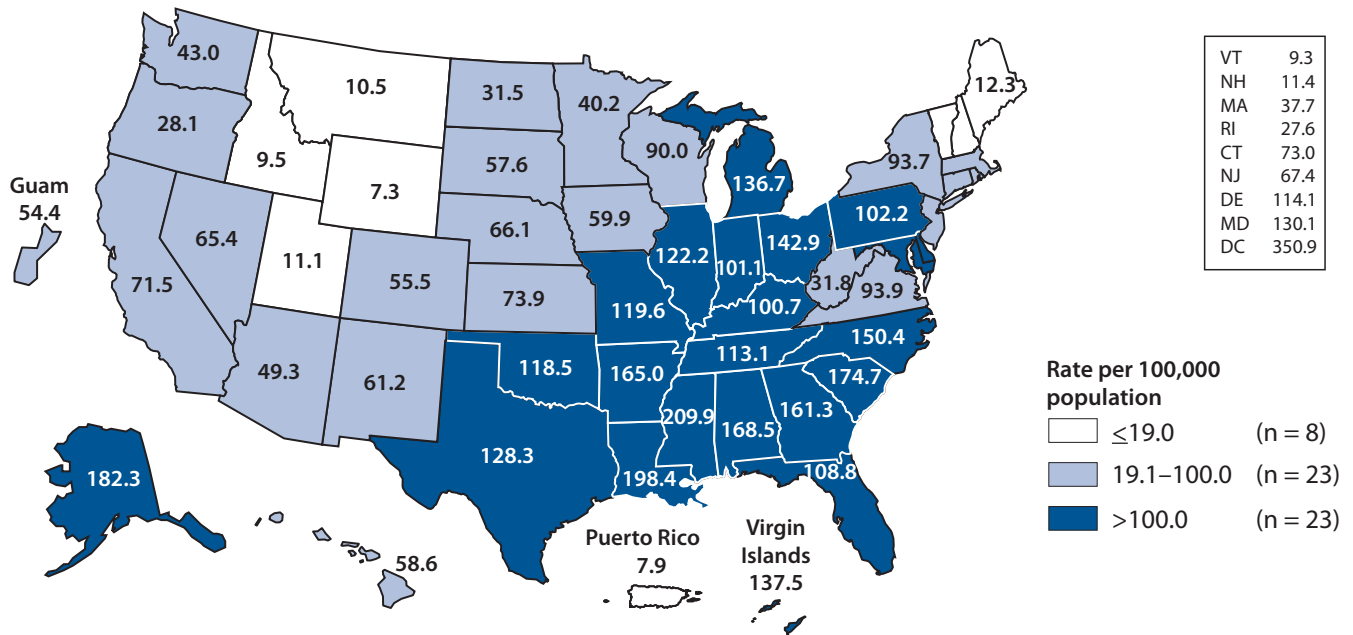 43.0
10.5
31.5
40.2
12.3
28.1
9.5
57.6
90.0
93.7
7.3
136.7
Guam
54.4
65.4
66.1
59.9
102.2
71.5
11.1
55.5
73.9
122.2
101.1
142.9
31.8
93.9
119.6
100.7
49.3
61.2
118.5
165.0
113.1
150.4
174.7
209.9
168.5
161.3
128.3
198.4
108.8
182.3
58.6
Puerto Rico
7.9
Virgin
Islands
137.5
VT 9.3
NH 11.4
MA 37.7
RI 27.6
CT 73.0
NJ 67.4
DE 114.1
MD 130.1
DC 350.9
Rate per 100,000
population
≤19.0 (n = 8)
19.1–100.0 (n = 23)
>100.0 (n = 23)